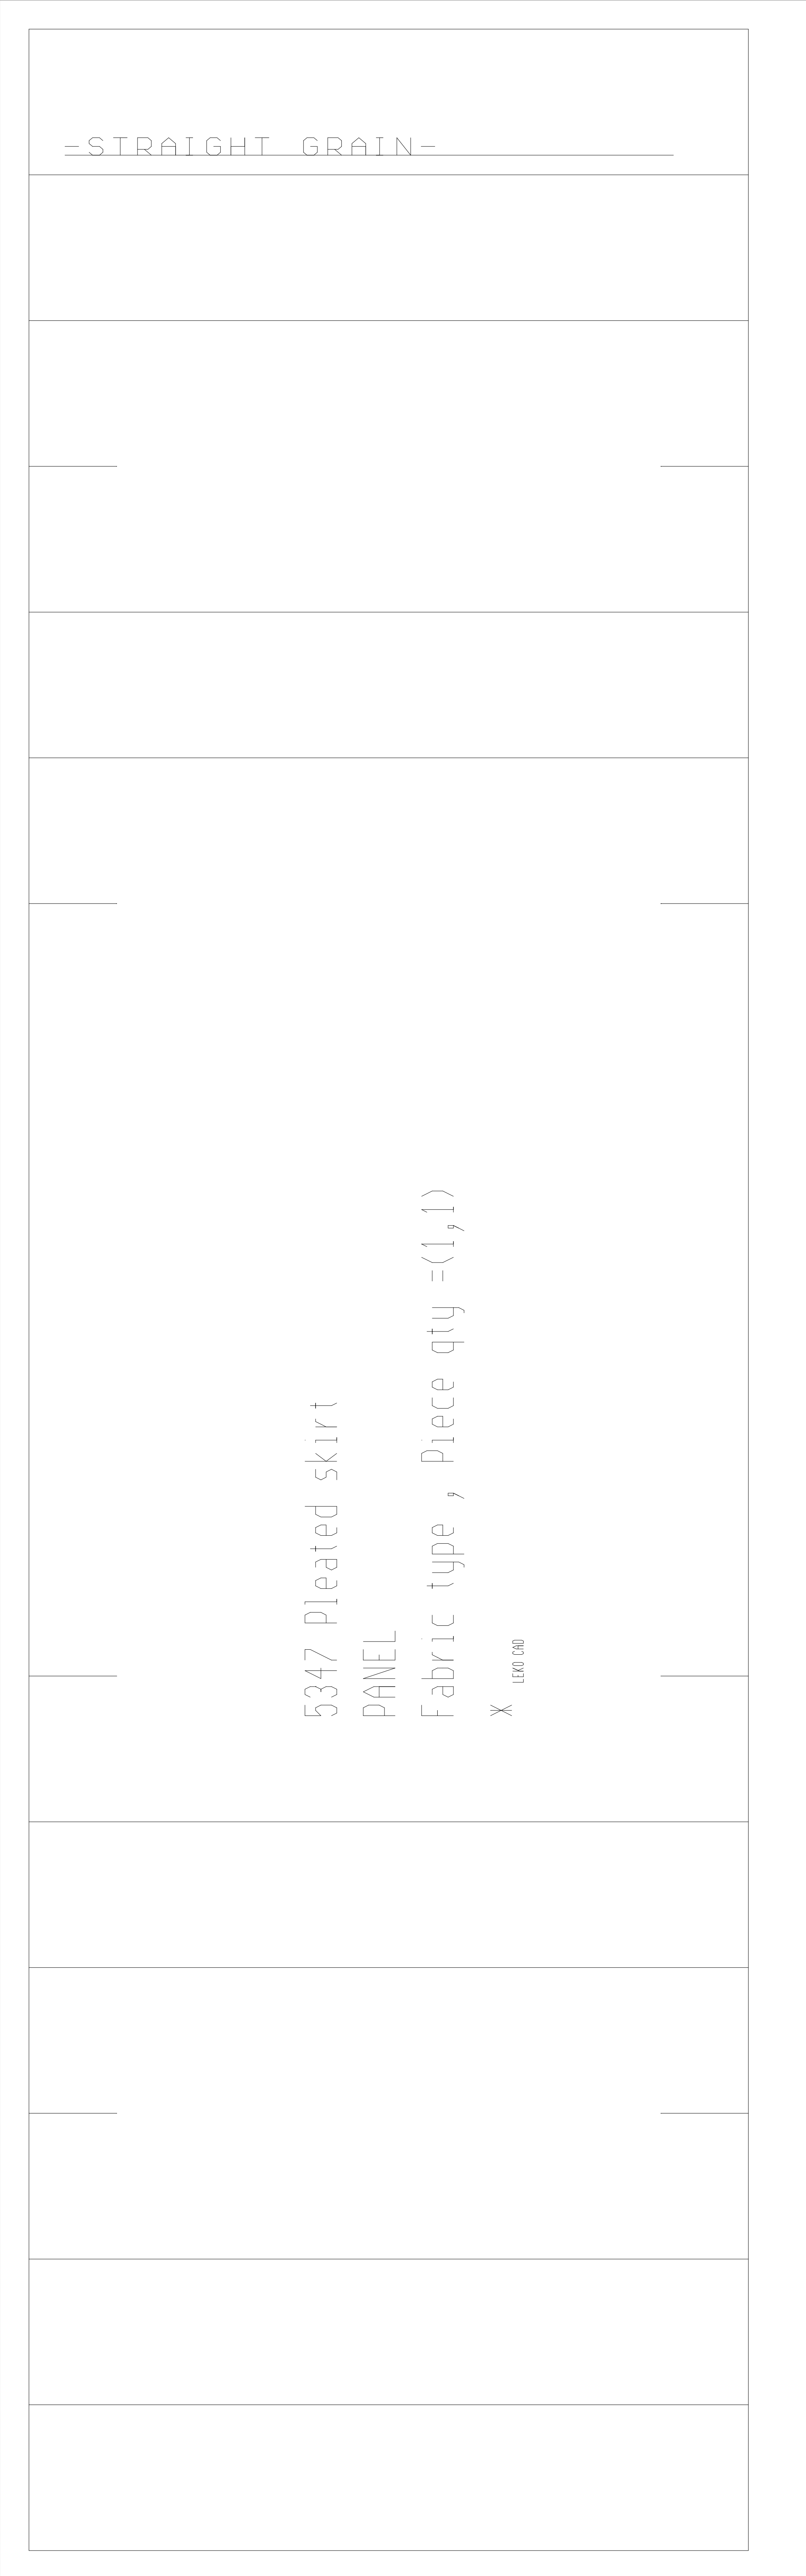 -STRAIGHT GRAIN-
5347 Pleated skirt
PANEL
Fabric type , Piece qty =(1,1)
* LEKO CAD